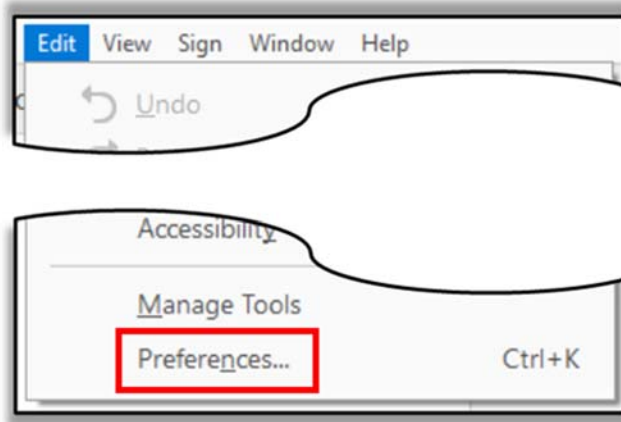 Edit View Sign Window Help
Undo
Accessibility
Manage Tools
Preferences... Ctrl+K